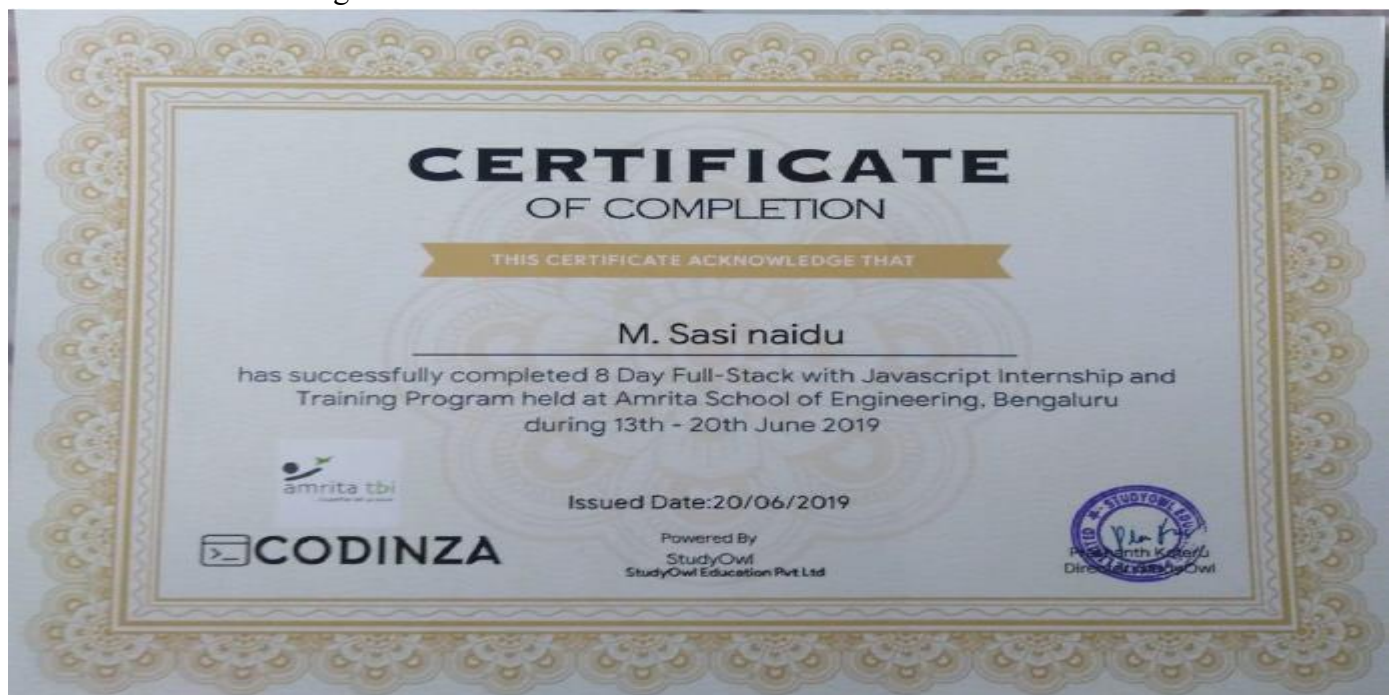 CERTIFICATE
OF COMPLETION
THIS CERTIFICATE ACKNOWLEDGE THAT
M. Sasi naidu
has successfully completed 8 Day Full-Stack with Javascript Internship and
Training Program held at Amrita School of Engineering, Bengaluru
during 13th - 20th June 2019
amrita tbi
Issued Date:20/06/2019
>_ CODINZA
Powered By
StudyOwl
StudyOwl Education Pvt Ltd
STUDYOWL